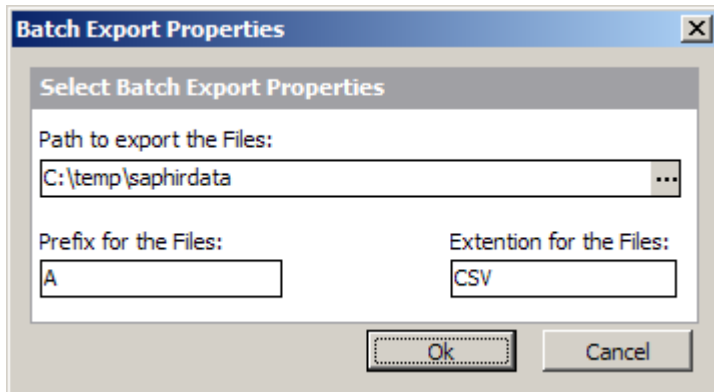 Batch Export Properties
Select Batch Export Properties
Path to export the Files:
C:\temp\saphirdata ...
Prefix for the Files: Extention for the Files:
A CSV
Ok Cancel